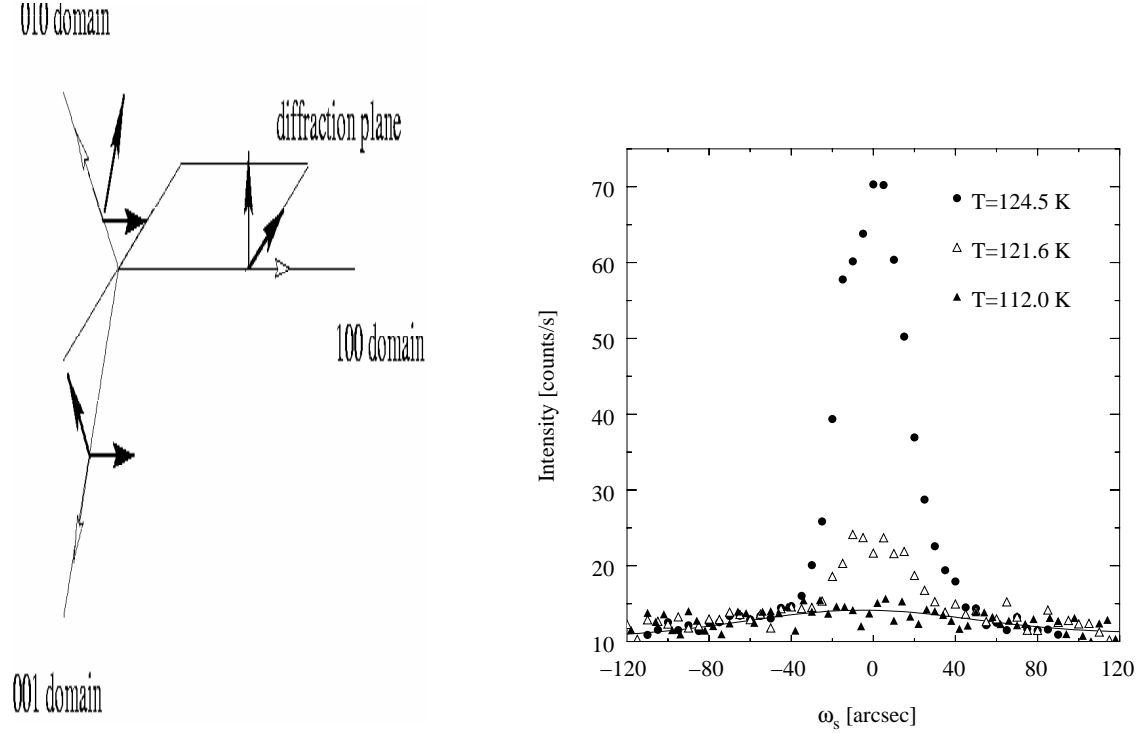 010 domain
diffraction plane
100 domain
001 domain
70
60
50
40
30
20
10
−120
−80
−40
0
40
80
120
Intensity [counts/s]
ωs [arcsec]
T=124.5 K
T=121.6 K
T=112.0 K